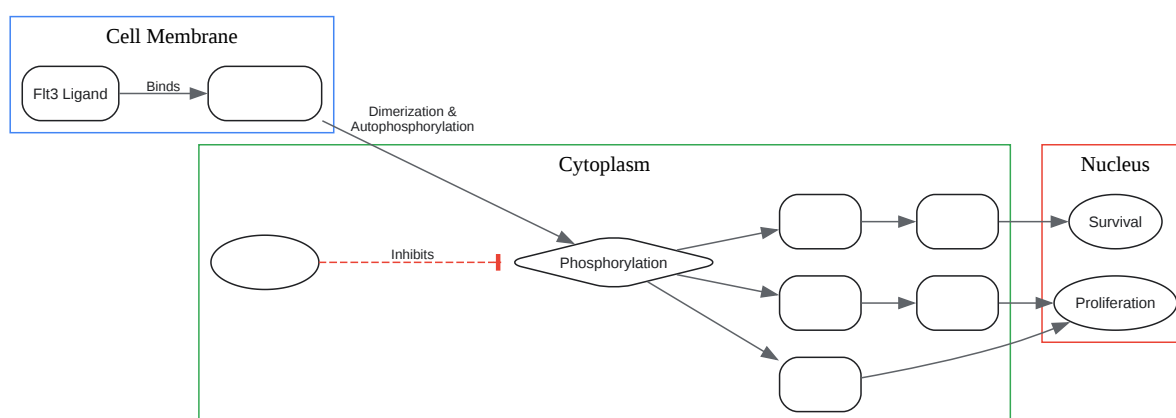 Cell Membrane
Flt3 Ligand
Binds
Dimerization &
Autophosphorylation
Cytoplasm
Nucleus
Survival
Inhibits
Phosphorylation
Proliferation